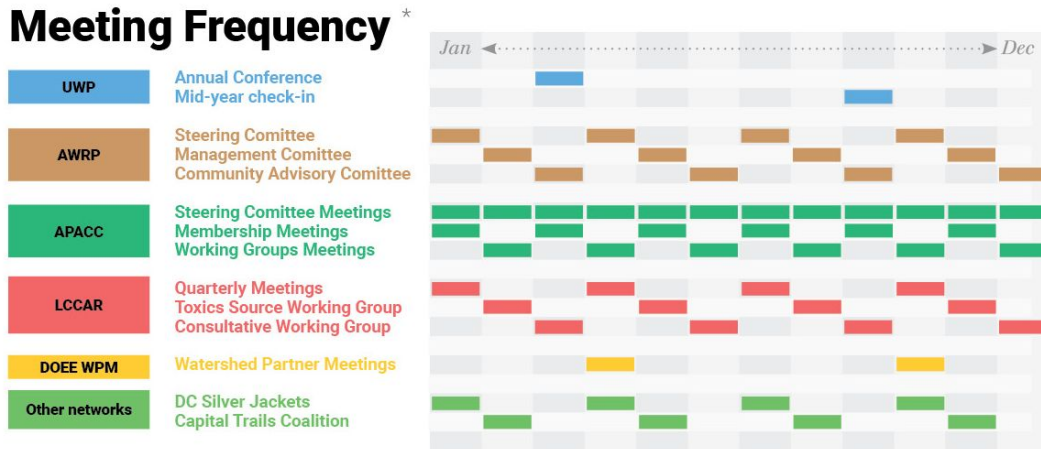 Meeting Frequency *
Jan Dec
UWP
Annual Conference
Mid-year check-in
AWRP
Steering Comittee
Management Comittee
Community Advisory Comittee
APACC
Steering Comittee Meetings
Membership Meetings
Working Groups Meetings
LCCAR
Quarterly Meetings
Toxics Source Working Group
Consultative Working Group
DOEE WPM
Watershed Partner Meetings
Other networks
DC Silver Jackets
Capital Trails Coalition